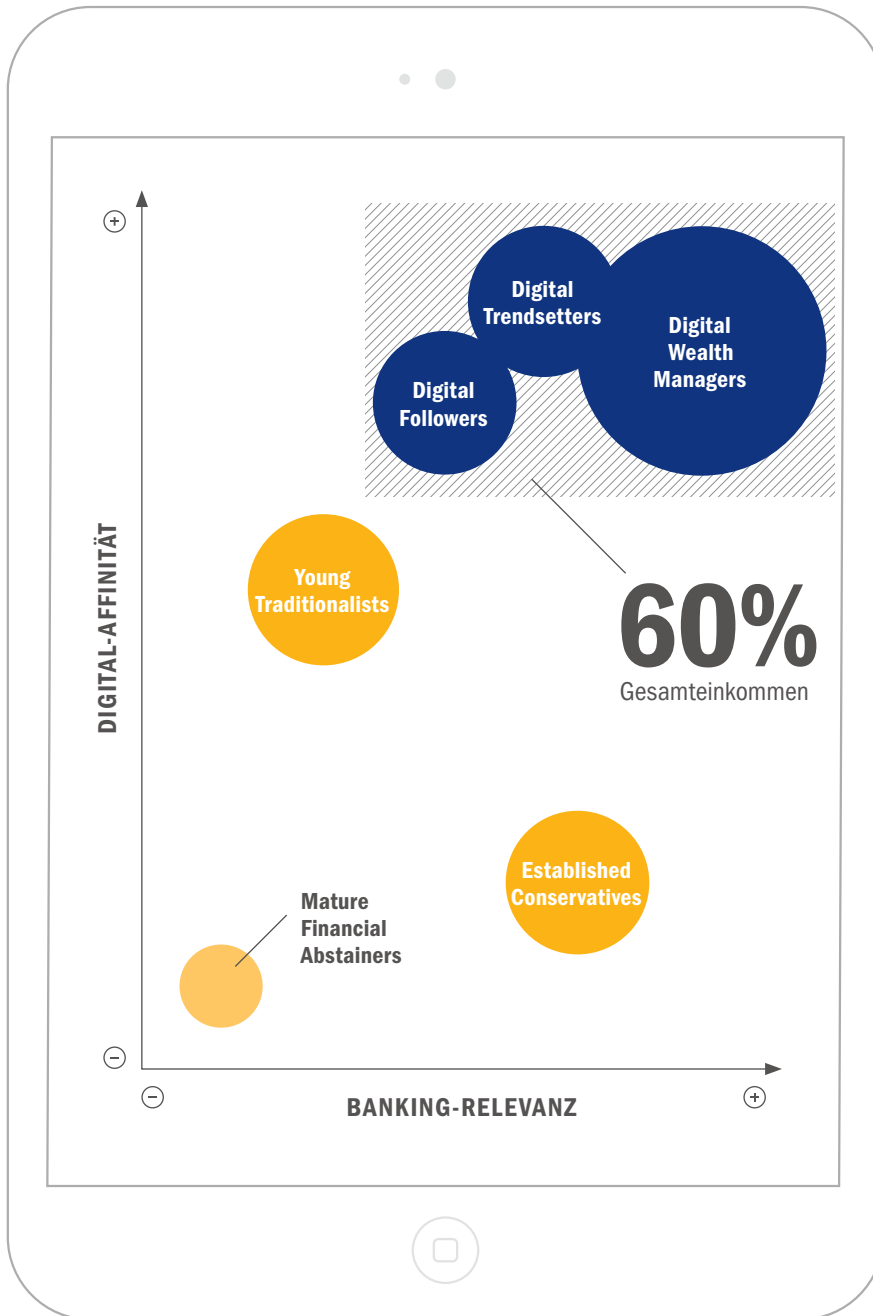 +
Digital
Trendsetters
Digital
Wealth
Managers
Digital
Followers
DIGITAL-AFFINITÄT
Young
Traditionalists
60%
Gesamteinkommen
Established
Conservatives
Mature
Financial
Abstainers
−
−
BANKING-RELEVANZ
+